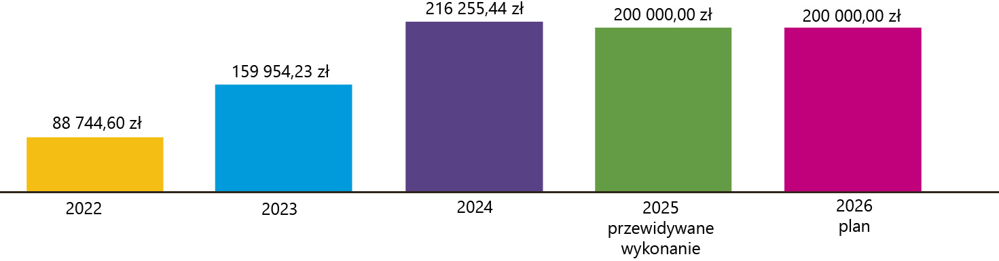 88 744,60 zł
159 954,23 zł
216 255,44 zł
200 000,00 zł
200 000,00 zł
2022
2023
2024
2025
przewidywane
wykonanie
2026
plan